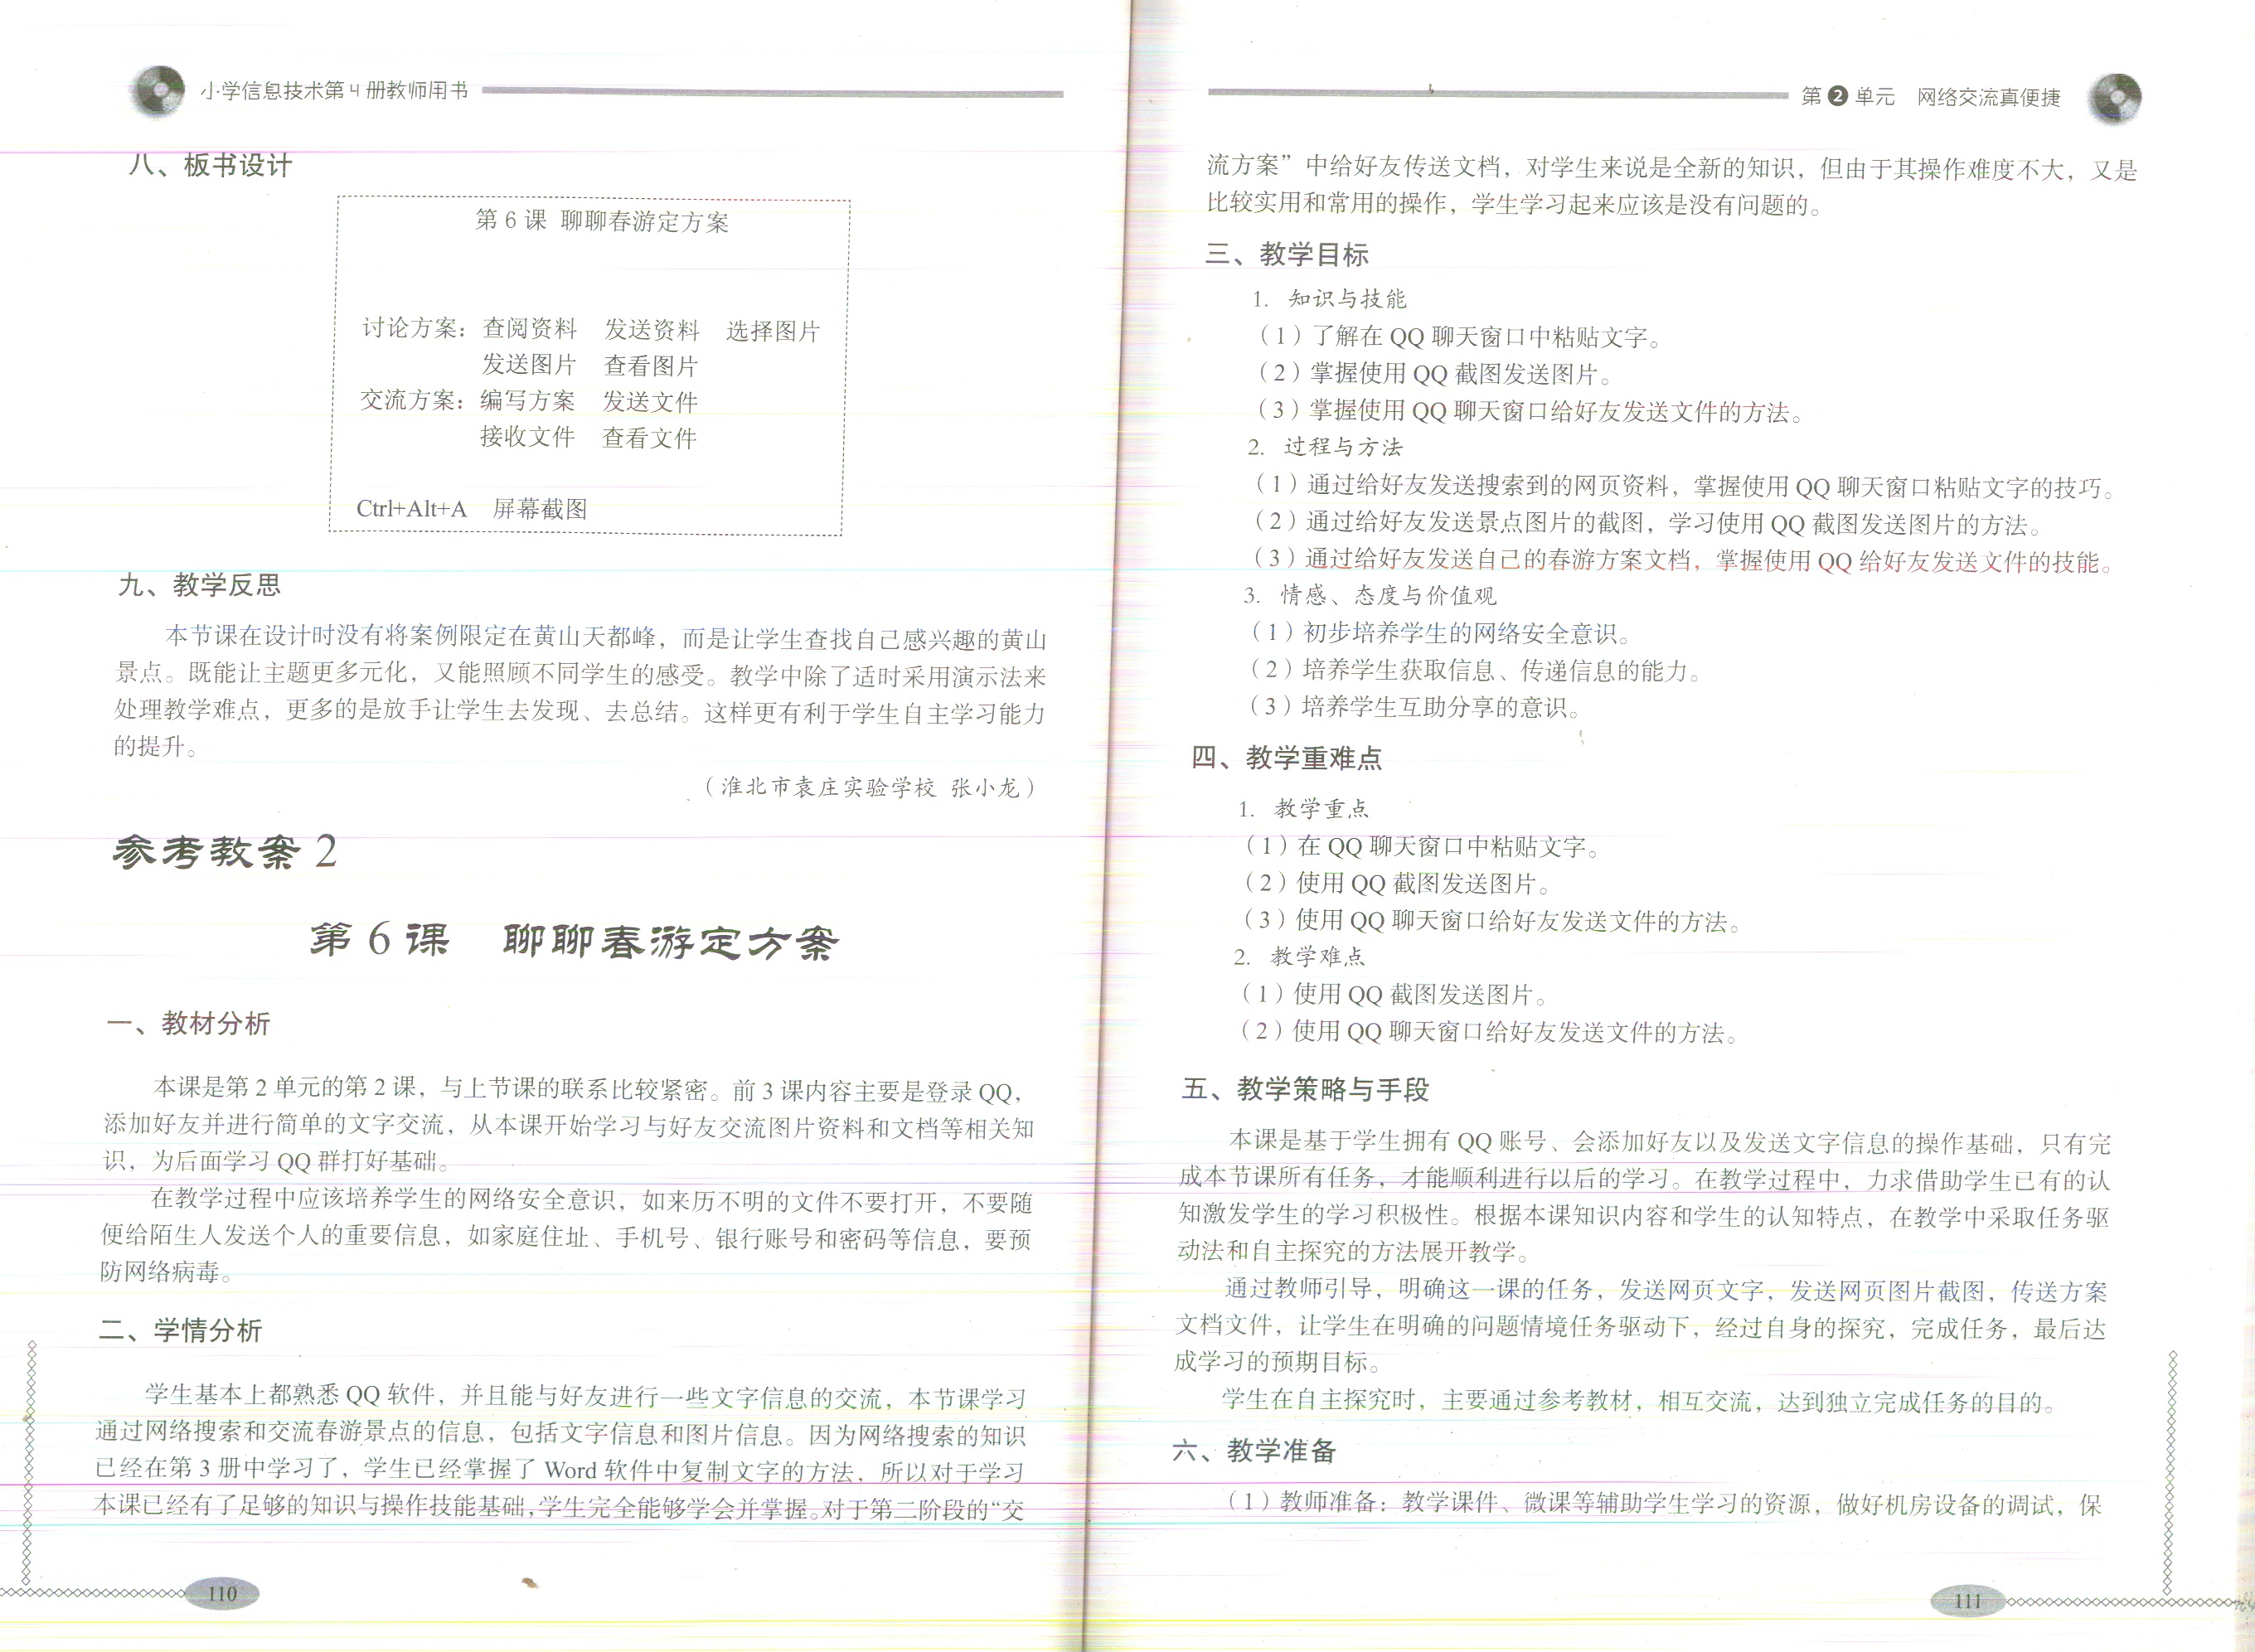 小学信息技术第4册教师用书
八、板书设计
第 6 课 聊聊春游定方案
讨论方案：查阅资料 发送资料 选择图片
发送图片 查看图片
交流方案：编写方案 发送文件
接收文件 查看文件
Ctrl+Alt+A 屏幕截图
九、教学反思
本节课在设计时没有将案例限定在黄山天都峰，而是让学生查找自己感兴趣的黄山
景点。既能让主题更多元化，又能照顾不同学生的感受。教学中除了适时采用演示法来
处理教学难点，更多的是放手让学生去发现、去总结。这样更有利于学生自主学习能力
的提升。
（淮北市袁庄实验学校 张小龙）
参考教案 2
第 6 课 聊聊春游定方案
一、教材分析
本课是第 2 单元的第 2 课，与上节课的联系比较紧密。前 3 课内容主要是登录 QQ，
添加好友并进行简单的文字交流，从本课开始学习与好友交流图片资料和文档等相关知
识，为后面学习 QQ 群打好基础。
在教学过程中应该培养学生的网络安全意识，如来历不明的文件不要打开，不要随
便给陌生人发送个人的重要信息，如家庭住址、手机号、银行账号和密码等信息，要预
防网络病毒。
二、学情分析
学生基本上都熟悉 QQ 软件，并且能与好友进行一些文字信息的交流，本节课学习
通过网络搜索和交流春游景点的信息，包括文字信息和图片信息。因为网络搜索的知识
已经在第 3 册中学习了，学生已经掌握了 Word 软件中复制文字的方法，所以对于学习
本课已经有了足够的知识与操作技能基础，学生完全能够学会并掌握。对于第二阶段的“交
110
第 2 单元 网络交流真便捷
流方案”中给好友传送文档，对学生来说是全新的知识，但由于其操作难度不大，又是
比较实用和常用的操作，学生学习起来应该是没有问题的。
三、教学目标
1. 知识与技能
（1）了解在 QQ 聊天窗口中粘贴文字。
（2）掌握使用 QQ 截图发送图片。
（3）掌握使用 QQ 聊天窗口给好友发送文件的方法。
2. 过程与方法
（1）通过给好友发送搜索到的网页资料，掌握使用 QQ 聊天窗口粘贴文字的技巧。
（2）通过给好友发送景点图片的截图，学习使用 QQ 截图发送图片的方法。
（3）通过给好友发送自己的春游方案文档，掌握使用 QQ 给好友发送文件的技能。
3. 情感、态度与价值观
（1）初步培养学生的网络安全意识。
（2）培养学生获取信息、传递信息的能力。
（3）培养学生互助分享的意识。
四、教学重难点
1. 教学重点
（1）在 QQ 聊天窗口中粘贴文字。
（2）使用 QQ 截图发送图片。
（3）使用 QQ 聊天窗口给好友发送文件的方法。
2. 教学难点
（1）使用 QQ 截图发送图片。
（2）使用 QQ 聊天窗口给好友发送文件的方法。
五、教学策略与手段
本课是基于学生拥有 QQ 账号、会添加好友以及发送文字信息的操作基础，只有完
成本节课所有任务，才能顺利进行以后的学习。在教学过程中，力求借助学生已有的认
知激发学生的学习积极性。根据本课知识内容和学生的认知特点，在教学中采取任务驱
动法和自主探究的方法展开教学。
通过教师引导，明确这一课的任务，发送网页文字，发送网页图片截图，传送方案
文档文件，让学生在明确的问题情境任务驱动下，经过自身的探究，完成任务，最后达
成学习的预期目标。
学生在自主探究时，主要通过参考教材，相互交流，达到独立完成任务的目的。
六、教学准备
（1）教师准备：教学课件、微课等辅助学生学习的资源，做好机房设备的调试，保
111